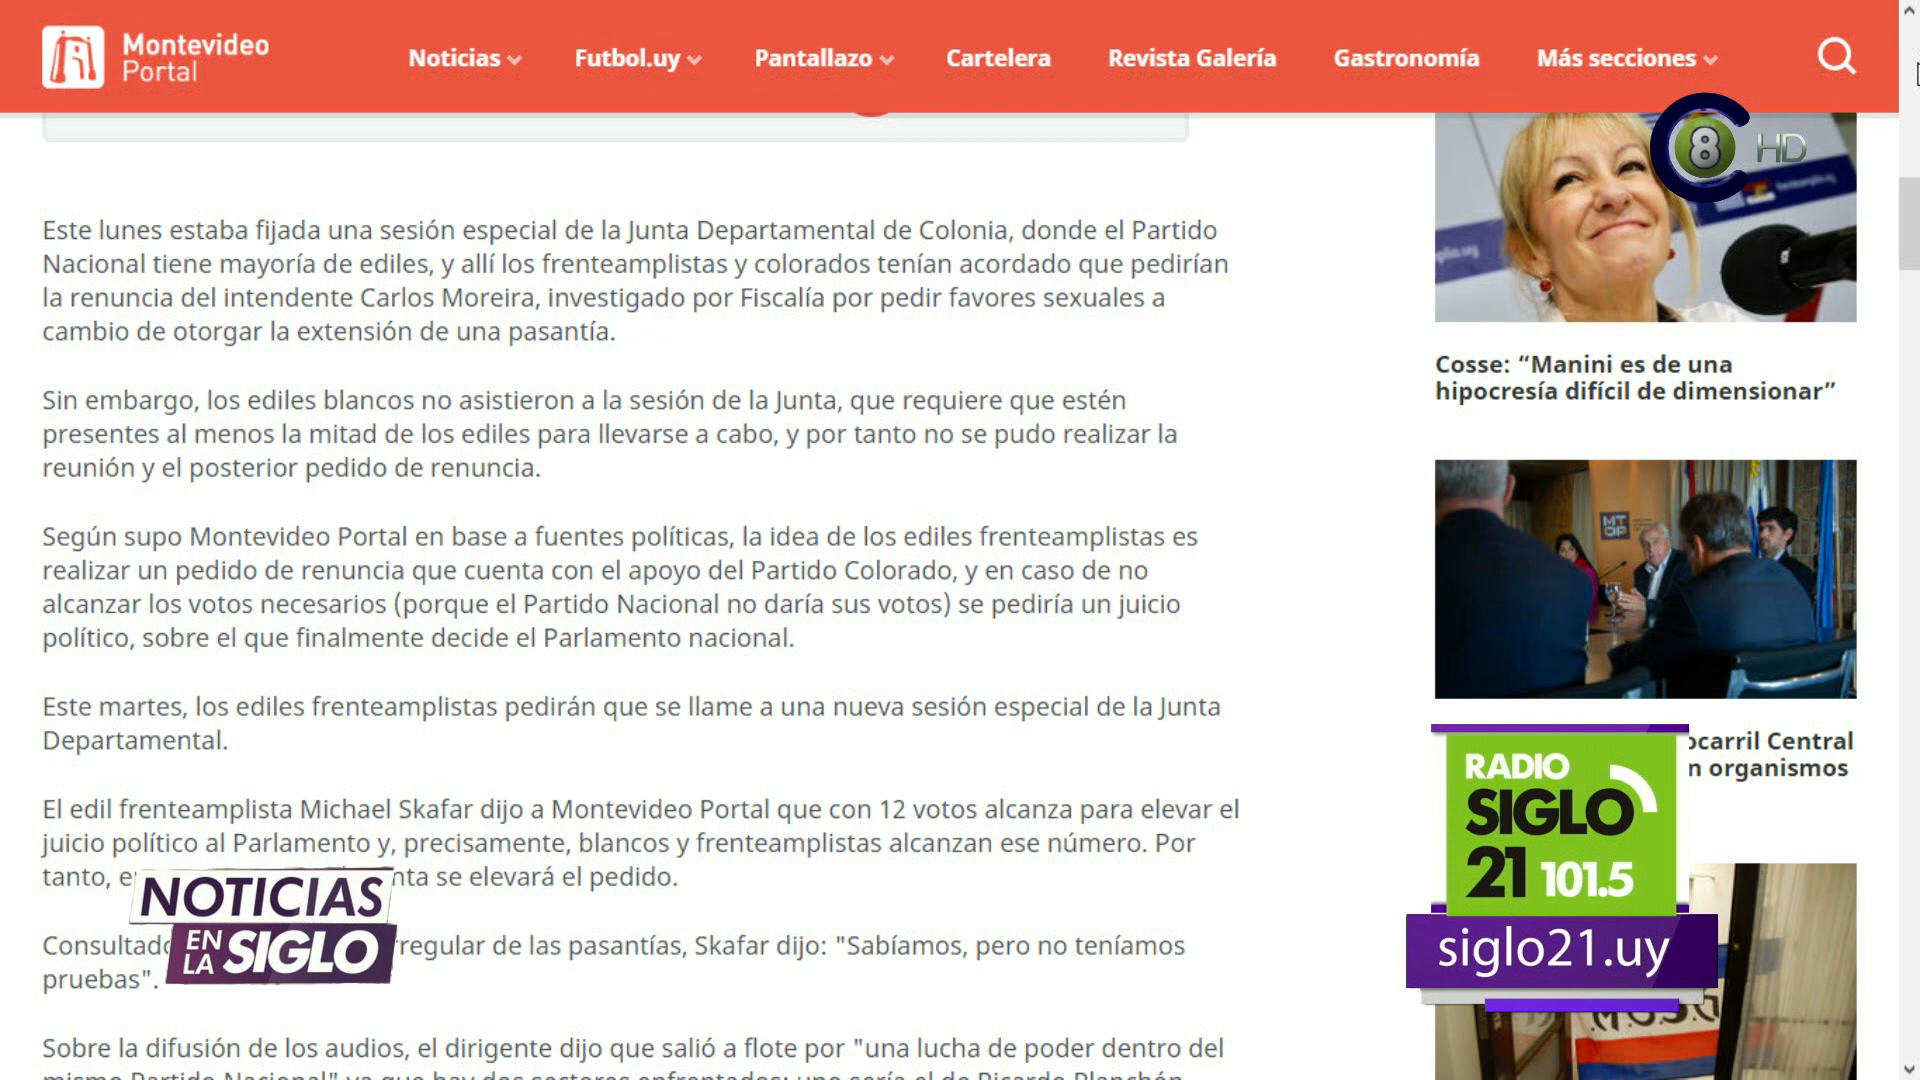 Montevideo
Portal
Noticias
Futbol.uy
Pantallazo
Cartelera
Revista Galería
Gastronomía
Más secciones
8 HD
Este lunes estaba fijada una sesión especial de la Junta Departamental de Colonia, donde el Partido
Nacional tiene mayoría de ediles, y allí los frenteamplistas y colorados tenían acordado que pedirían
la renuncia del intendente Carlos Moreira, investigado por Fiscalía por pedir favores sexuales a
cambio de otorgar la extensión de una pasantía.
Sin embargo, los ediles blancos no asistieron a la sesión de la Junta, que requiere que estén
presentes al menos la mitad de los ediles para llevarse a cabo, y por tanto no se pudo realizar la
reunión y el posterior pedido de renuncia.
Según supo Montevideo Portal en base a fuentes políticas, la idea de los ediles frenteamplistas es
realizar un pedido de renuncia que cuenta con el apoyo del Partido Colorado, y en caso de no
alcanzar los votos necesarios (porque el Partido Nacional no daría sus votos) se pediría un juicio
político, sobre el que finalmente decide el Parlamento nacional.
Este martes, los ediles frenteamplistas pedirán que se llame a una nueva sesión especial de la Junta
Departamental.
El edil frenteamplista Michael Skafar dijo a Montevideo Portal que con 12 votos alcanza para elevar el
juicio político al Parlamento y, precisamente, blancos y frenteamplistas alcanzan ese número. Por
tanto, se elevará el pedido.
regular de las pasantías, Skafar dijo: "Sabíamos, pero no teníamos
pruebas".
Sobre la difusión de los audios, el dirigente dijo que salió a flote por "una lucha de poder dentro del
NOTICIAS
EN LA SIGLO
Cosse: “Manini es de una
hipocresía difícil de dimensionar”
MT
OP
ocarril Central
n organismos
RADIO
SIGLO
21 101.5
siglo21.uy